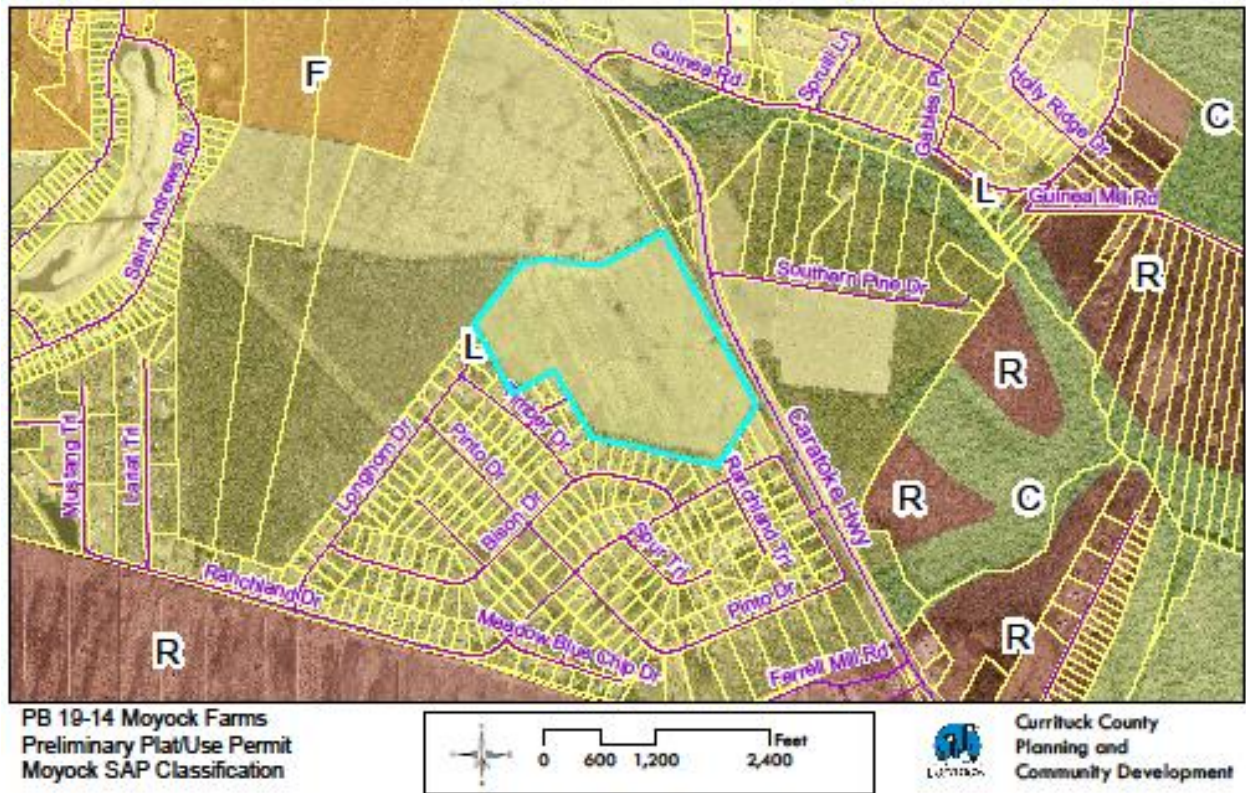 F
C
L
R
L
R
R
R
C
R
Guinea Rd
Spruill Ln
Gables Pl
Holly Ridge Dr
Guinea Mill Rd
Saint Andrews Rd
Southern Pine Dr
Mustang Trl
Lariat Trl
Longhorn Dr
Pinto Dr
Bison Dr
Caratoke Hwy
Ranchland Trl
Spur Trl
Pinto Dr
Ranchland Dr
Meadow Blue Chip Dr
Ferrell Mill Rd
PB 19-14 Moyock Farms
Preliminary Plat/Use Permit
Moyock SAP Classification
Feet
0 600 1,200 2,400
Currituck County
Planning and
Community Development